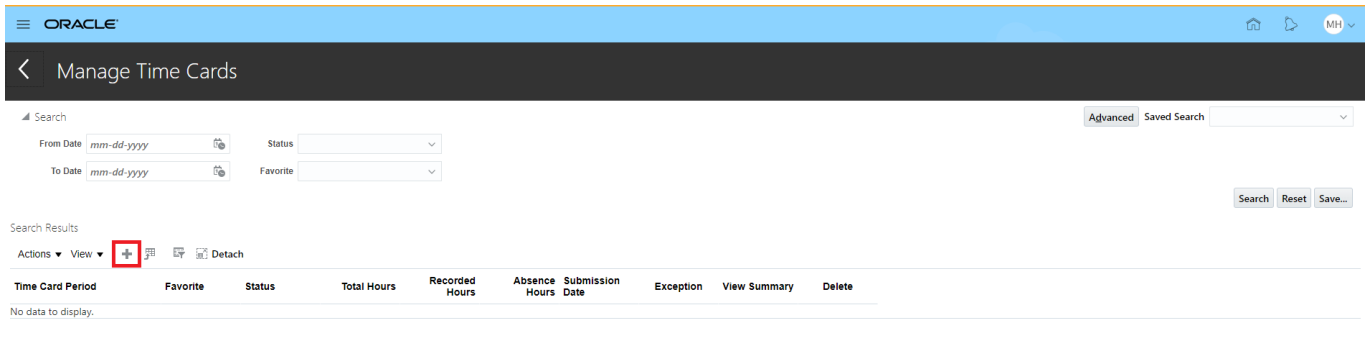 ORACLE
MH
Manage Time Cards
Search
Advanced Saved Search
From Date mm-dd-yyyy Status
To Date mm-dd-yyyy Favorite
Search Reset Save...
Search Results
Actions View Detach
Time Card Period Favorite Status Total Hours Recorded Hours Absence Hours Submission Date Exception View Summary Delete
No data to display.